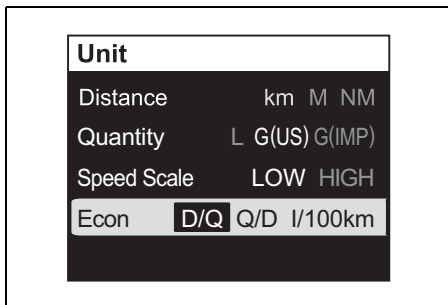 Unit
Distance km M NM
Quantity L G(US) G(IMP)
Speed Scale LOW HIGH
Econ D/Q Q/D l/100km